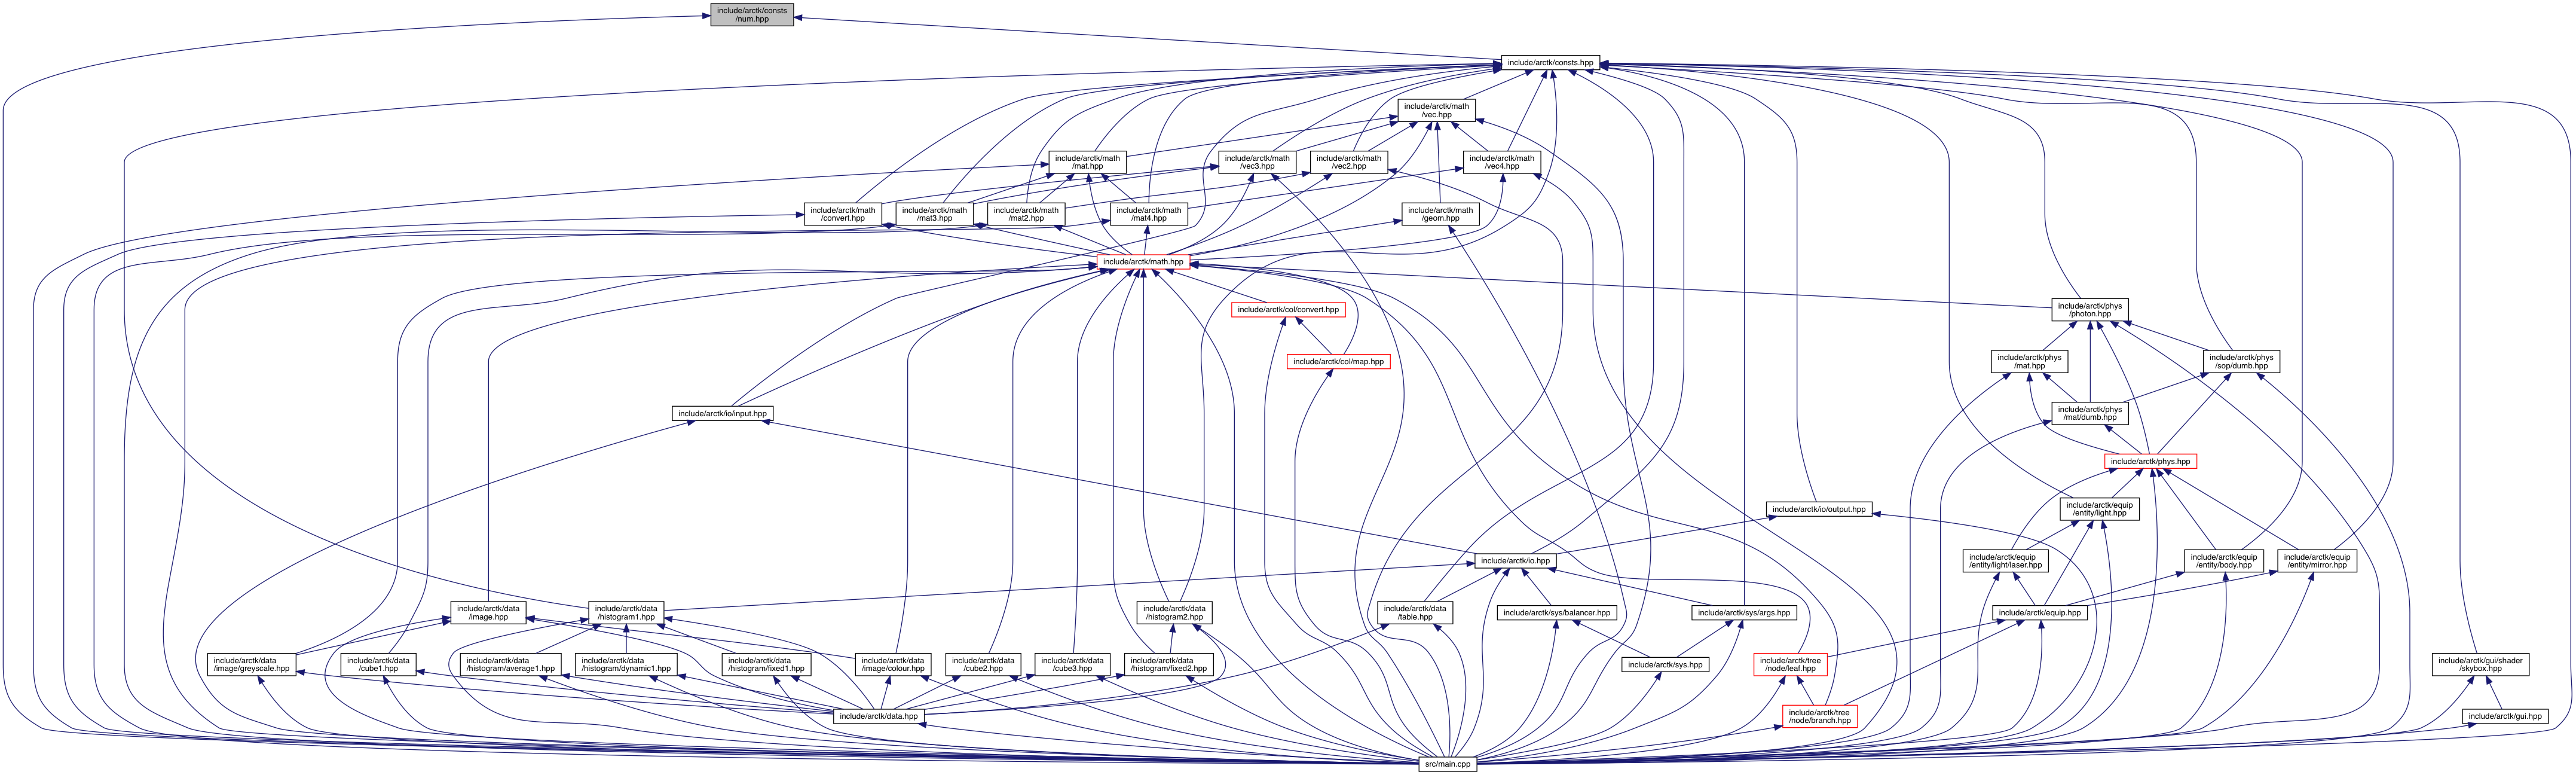 include/arctk/consts
/num.hpp
include/arctk/consts.hpp
include/arctk/math
/vec.hpp
include/arctk/math
/mat.hpp
include/arctk/math
/vec3.hpp
include/arctk/math
/vec2.hpp
include/arctk/math
/vec4.hpp
include/arctk/math
/convert.hpp
include/arctk/math
/mat3.hpp
include/arctk/math
/mat2.hpp
include/arctk/math
/mat4.hpp
include/arctk/math
/geom.hpp
include/arctk/math.hpp
include/arctk/col/convert.hpp
include/arctk/phys
/photon.hpp
include/arctk/col/map.hpp
include/arctk/phys
/mat.hpp
include/arctk/phys
/sop/dumb.hpp
include/arctk/io/input.hpp
include/arctk/phys
/mat/dumb.hpp
include/arctk/phys.hpp
include/arctk/io/output.hpp
include/arctk/equip
/entity/light.hpp
include/arctk/io.hpp
include/arctk/equip
/entity/light/laser.hpp
include/arctk/equip
/entity/body.hpp
include/arctk/equip
/entity/mirror.hpp
include/arctk/data
/image.hpp
include/arctk/data
/histogram1.hpp
include/arctk/data
/histogram2.hpp
include/arctk/data
/table.hpp
include/arctk/sys/balancer.hpp
include/arctk/sys/args.hpp
include/arctk/equip.hpp
include/arctk/data
/image/greyscale.hpp
include/arctk/data
/cube1.hpp
include/arctk/data
/histogram/average1.hpp
include/arctk/data
/histogram/dynamic1.hpp
include/arctk/data
/histogram/fixed1.hpp
include/arctk/data
/image/colour.hpp
include/arctk/data
/cube2.hpp
include/arctk/data
/cube3.hpp
include/arctk/data
/histogram/fixed2.hpp
include/arctk/sys.hpp
include/arctk/tree
/node/leaf.hpp
include/arctk/gui/shader
/skybox.hpp
include/arctk/data.hpp
include/arctk/tree
/node/branch.hpp
include/arctk/gui.hpp
src/main.cpp